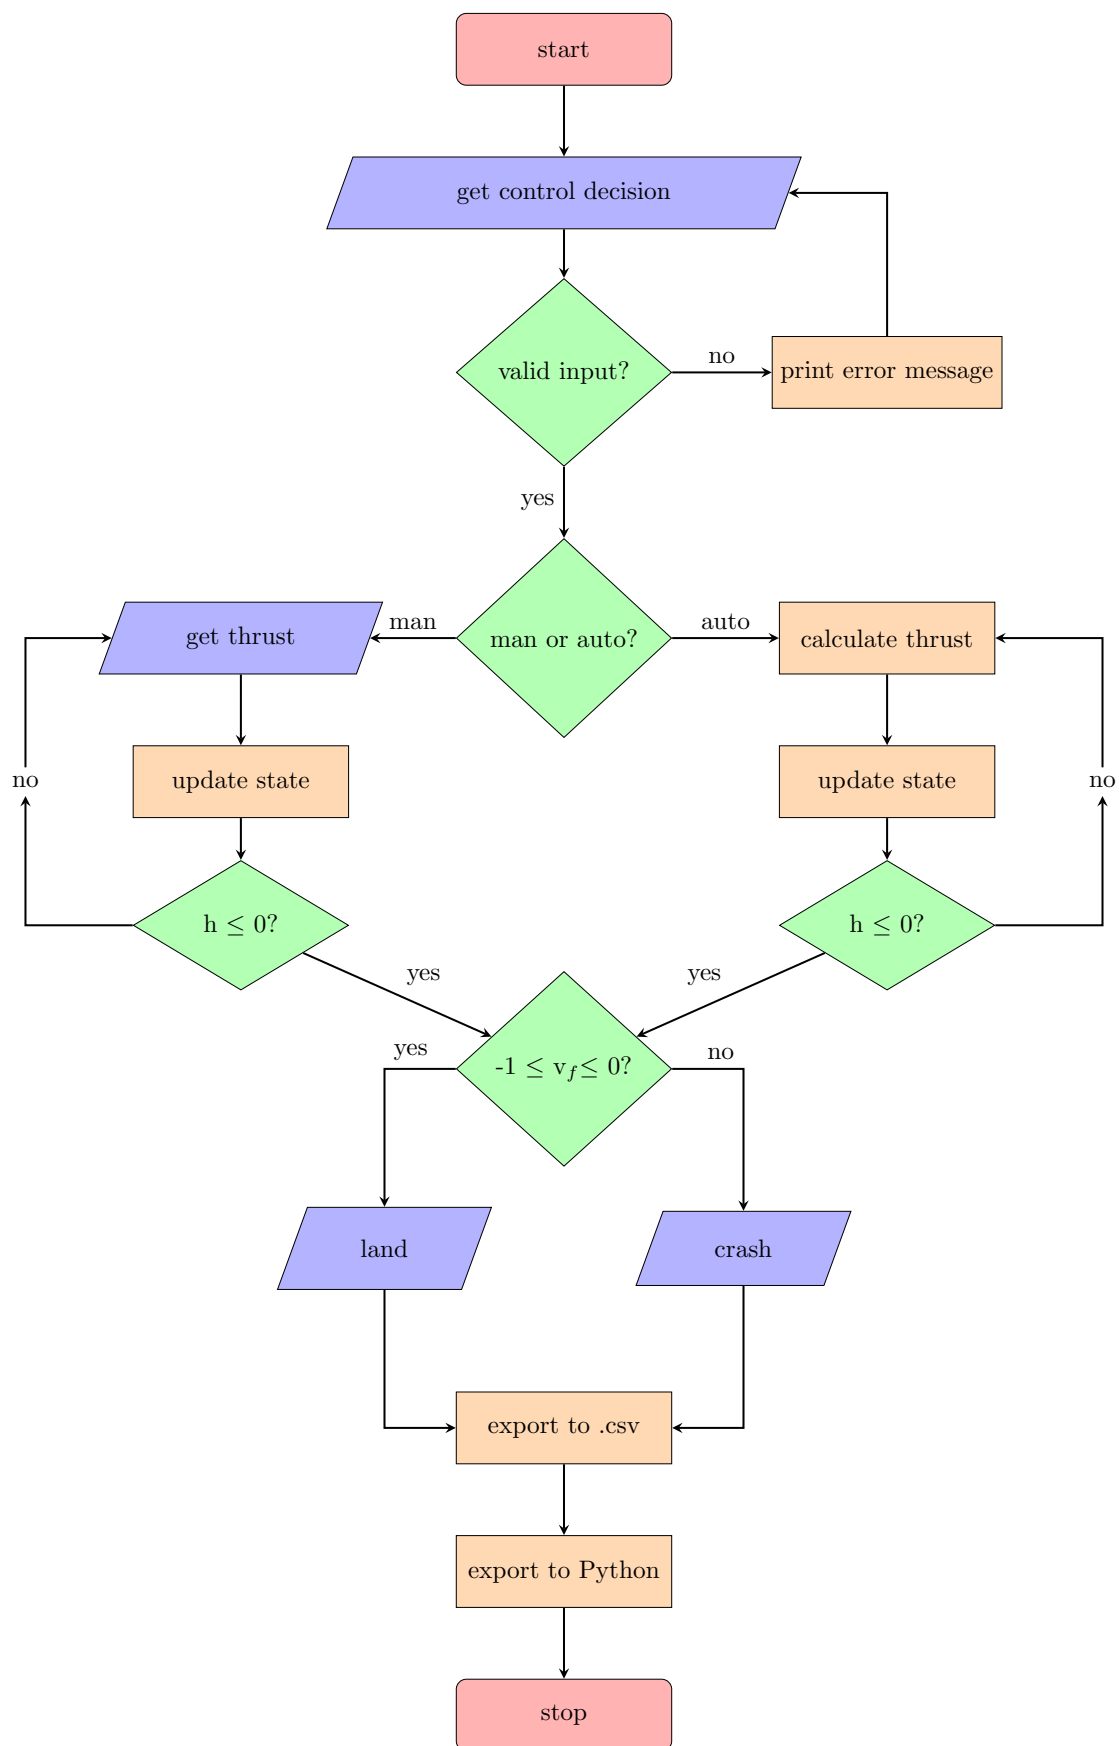 start
get control decision
valid input?
no
print error message
yes
get thrust
man
man or auto?
auto
calculate thrust
no
update state
update state
no
h ≤ 0?
h ≤ 0?
yes
yes
yes
-1 ≤ v_f ≤ 0?
no
land
crash
export to .csv
export to Python
stop